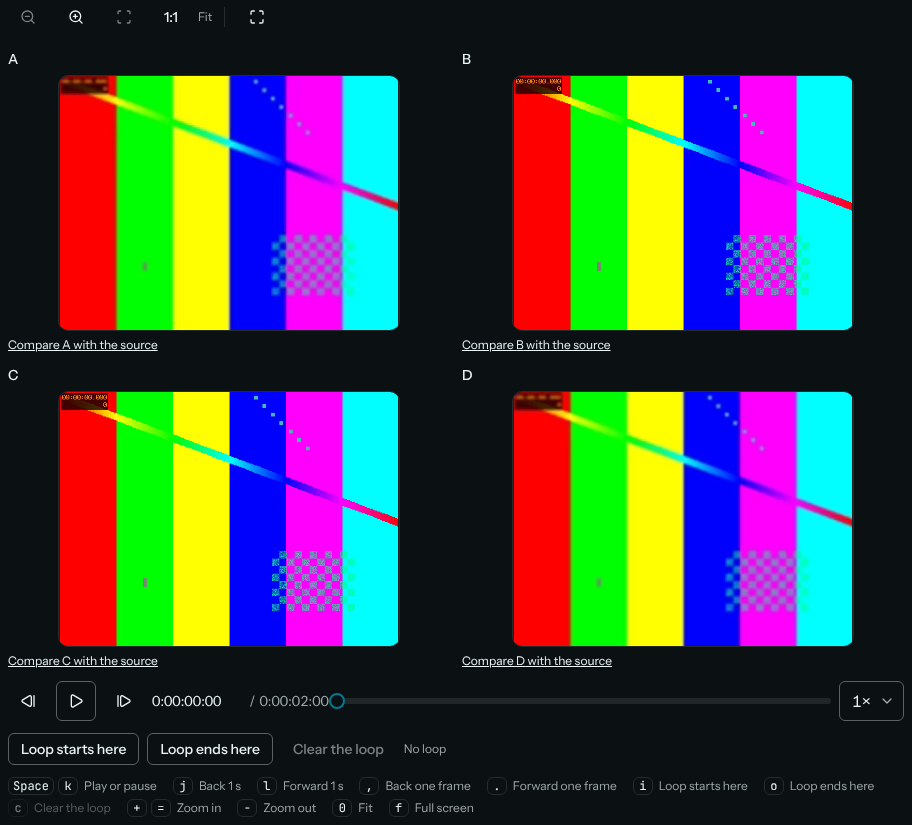 1:1 Fit
A
B
00:00:00.000
0
Compare A with the source
Compare B with the source
C
D
00:00:00.000
0
Compare C with the source
Compare D with the source
0:00:00:00 / 0:00:02:00 1×
Loop starts here Loop ends here Clear the loop No loop
Space k Play or pause j Back 1 s l Forward 1 s , Back one frame . Forward one frame i Loop starts here o Loop ends here
c Clear the loop + = Zoom in - Zoom out 0 Fit f Full screen